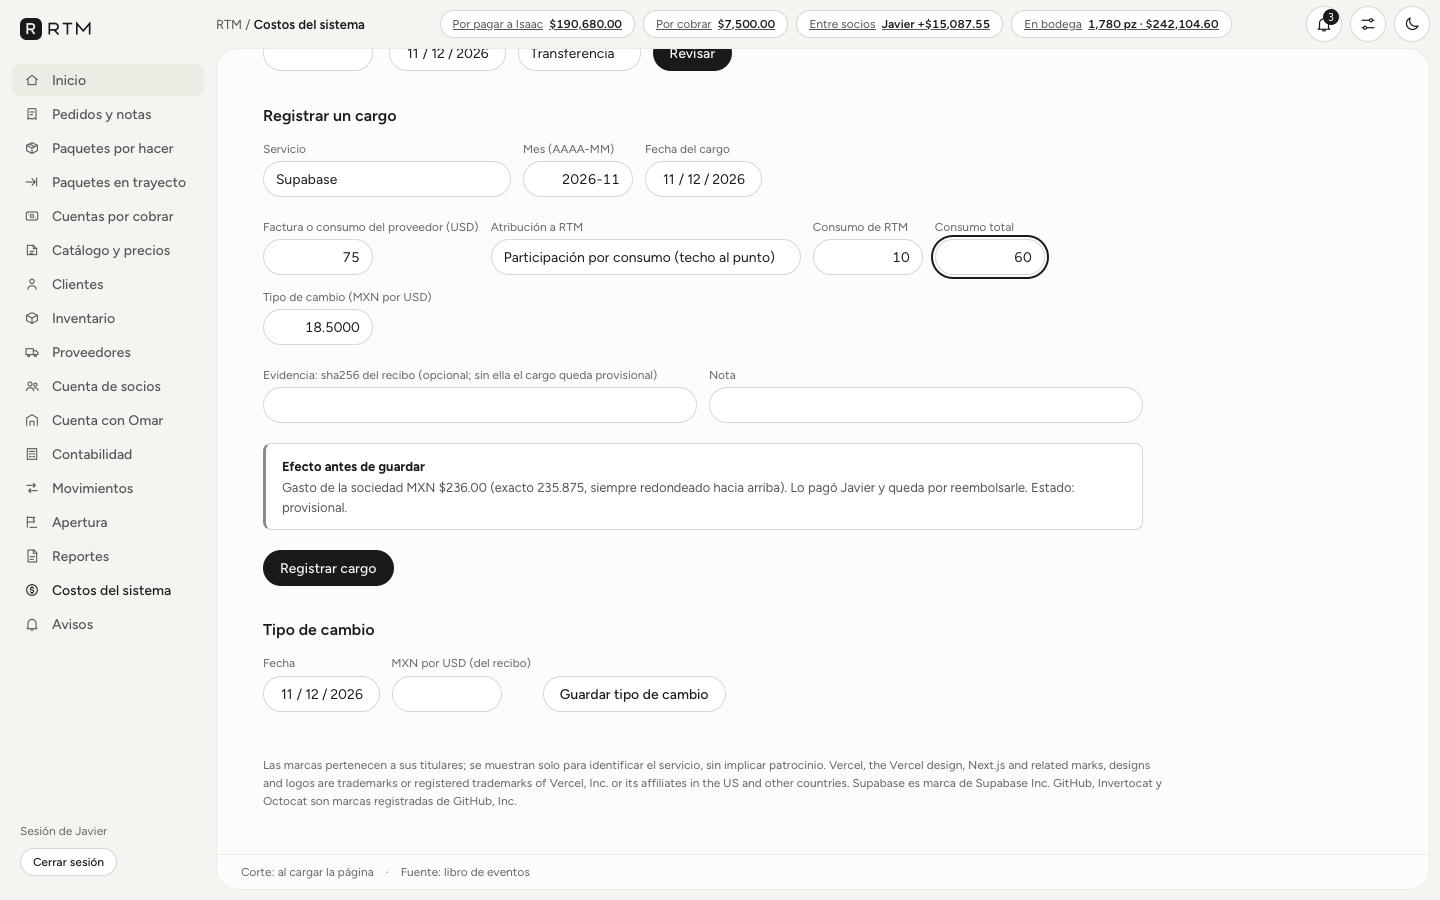 R RTM
RTM / Costos del sistema
Por pagar a Isaac $190,680.00
Por cobrar $7,500.00
Entre socios Javier +$15,087.55
En bodega 1,780 pz · $242,104.60
3
Inicio
Pedidos y notas
Paquetes por hacer
Paquetes en trayecto
Cuentas por cobrar
Catálogo y precios
Clientes
Inventario
Proveedores
Cuenta de socios
Cuenta con Omar
Contabilidad
Movimientos
Apertura
Reportes
Costos del sistema
Avisos
Sesión de Javier
Cerrar sesión
11 / 12 / 2026 Transferencia Revisar
Registrar un cargo
Servicio Mes (AAAA-MM) Fecha del cargo
Supabase 2026-11 11 / 12 / 2026
Factura o consumo del proveedor (USD) Atribución a RTM Consumo de RTM Consumo total
75 Participación por consumo (techo al punto) 10 60
Tipo de cambio (MXN por USD)
18.5000
Evidencia: sha256 del recibo (opcional; sin ella el cargo queda provisional) Nota
Efecto antes de guardar
Gasto de la sociedad MXN $236.00 (exacto 235.875, siempre redondeado hacia arriba). Lo pagó Javier y queda por reembolsarle. Estado:
provisional.
Registrar cargo
Tipo de cambio
Fecha MXN por USD (del recibo)
11 / 12 / 2026 Guardar tipo de cambio
Las marcas pertenecen a sus titulares; se muestran solo para identificar el servicio, sin implicar patrocinio. Vercel, the Vercel design, Next.js and related marks, designs
and logos are trademarks or registered trademarks of Vercel, Inc. or its affiliates in the US and other countries. Supabase es marca de Supabase Inc. GitHub, Invertocat y
Octocat son marcas registradas de GitHub, Inc.
Corte: al cargar la página · Fuente: libro de eventos